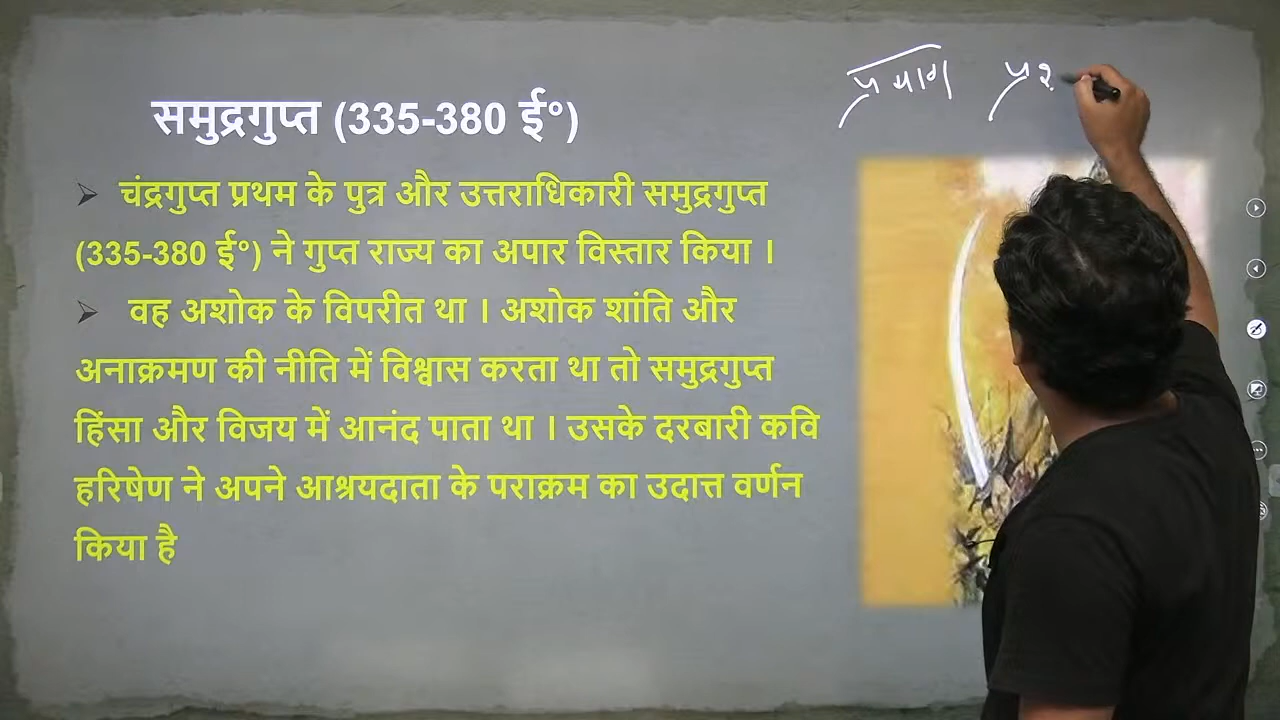 समुद्रगुप्त (335-380 ई°)
प्रयाग
➢ चंद्रगुप्त प्रथम के पुत्र और उत्तराधिकारी समुद्रगुप्त
(335-380 ई°) ने गुप्त राज्य का अपार विस्तार किया ।
➢ वह अशोक के विपरीत था । अशोक शांति और
अनाक्रमण की नीति में विश्वास करता था तो समुद्रगुप्त
हिंसा और विजय में आनंद पाता था । उसके दरबारी कवि
हरिषेण ने अपने आश्रयदाता के पराक्रम का उदात्त वर्णन
किया है